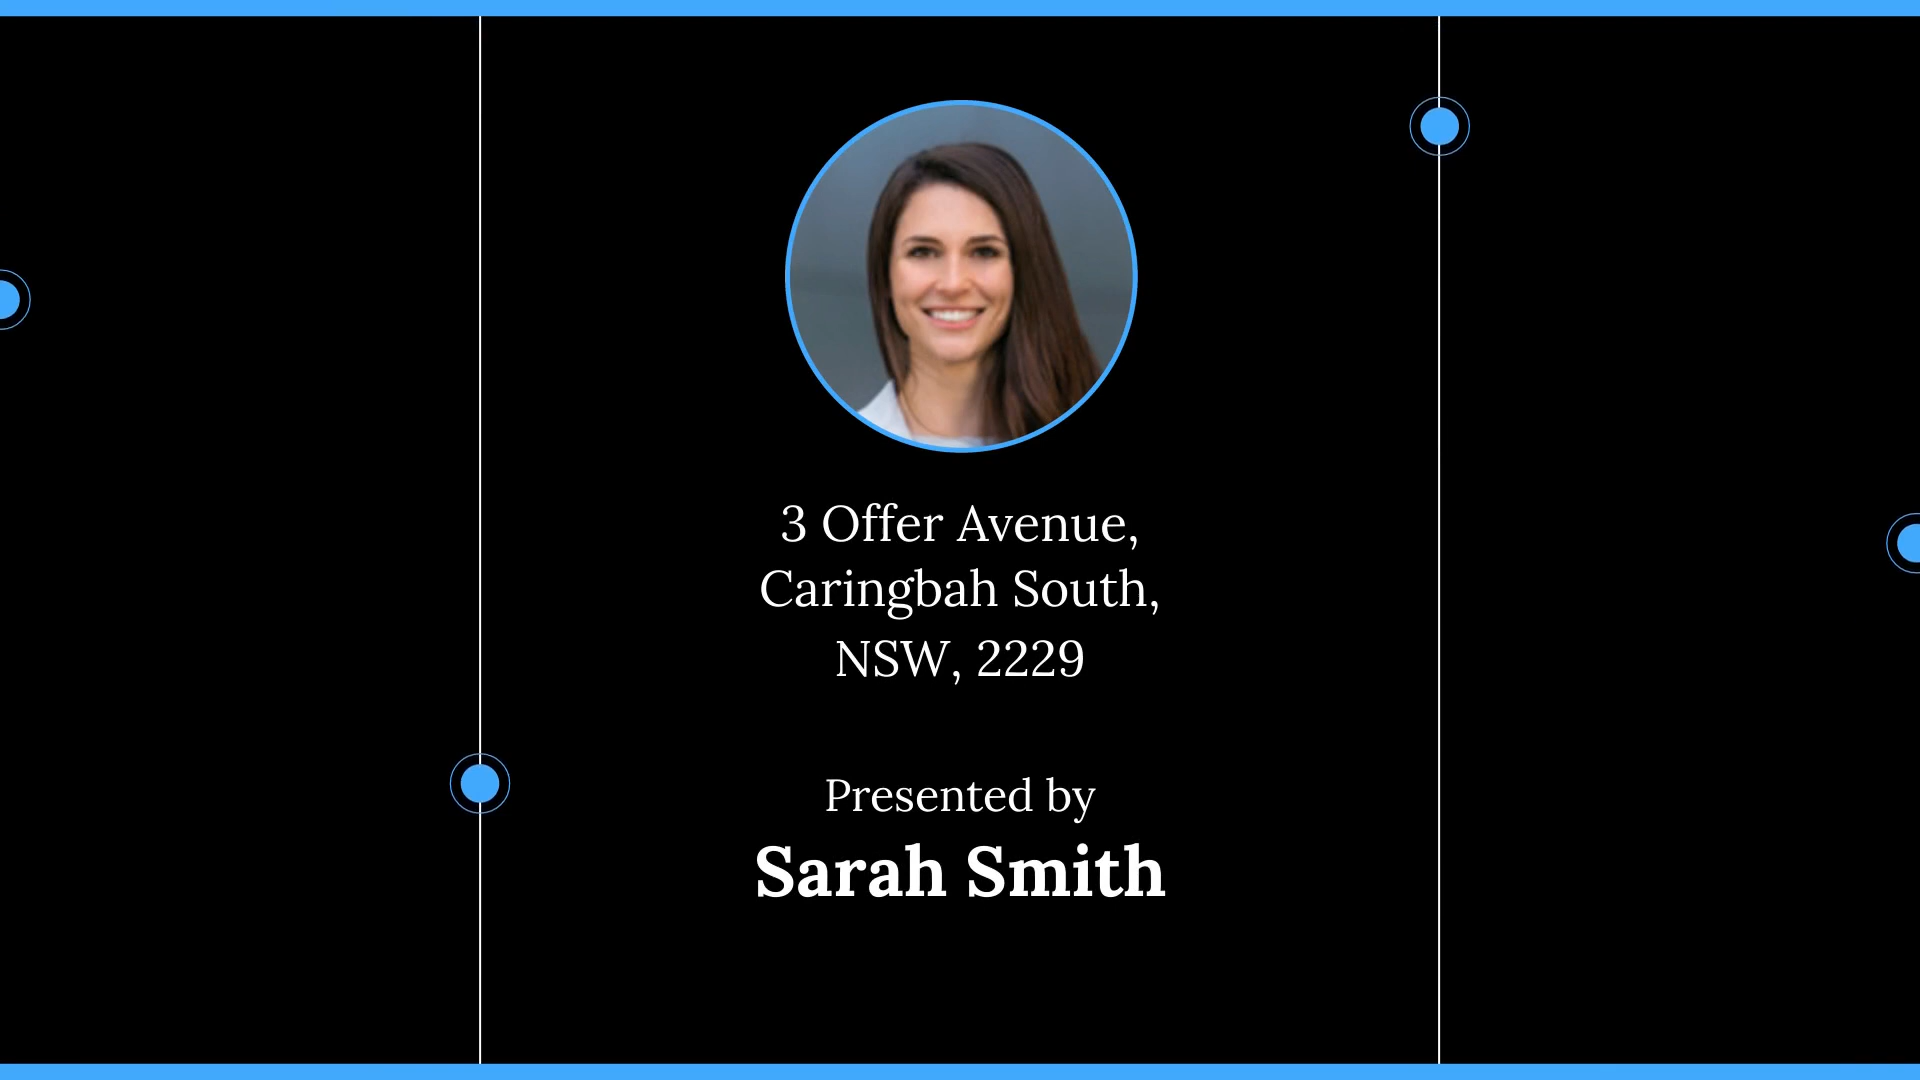 3 Offer Avenue,
Caringbah South,
NSW, 2229
Presented by
Sarah Smith